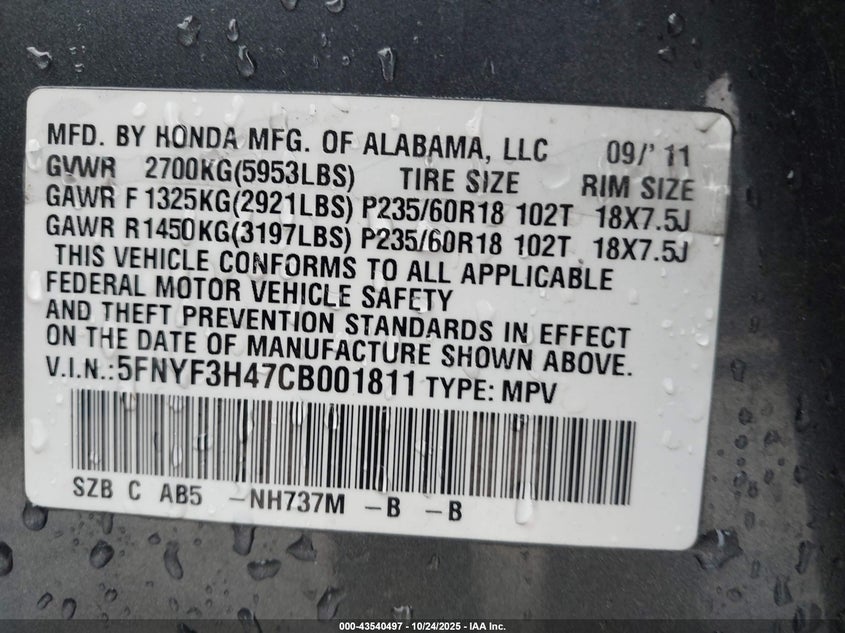 MFD. BY HONDA MFG. OF ALABAMA, LLC 09/'11
GVWR 2700KG(5953LBS) TIRE SIZE RIM SIZE
GAWR F 1325KG(2921LBS) P235/60R18 102T 18X7.5J
GAWR R1450KG(3197LBS) P235/60R18 102T 18X7.5J
THIS VEHICLE CONFORMS TO ALL APPLICABLE
FEDERAL MOTOR VEHICLE SAFETY
AND THEFT PREVENTION STANDARDS IN EFFECT
ON THE DATE OF MANUFACTURE SHOWN ABOVE.
V.I.N.:5FNYF3H47CB001811 TYPE: MPV
SZB C AB5 -NH737M -B -B
000-43540497 - 10/24/2025 - IAA Inc.